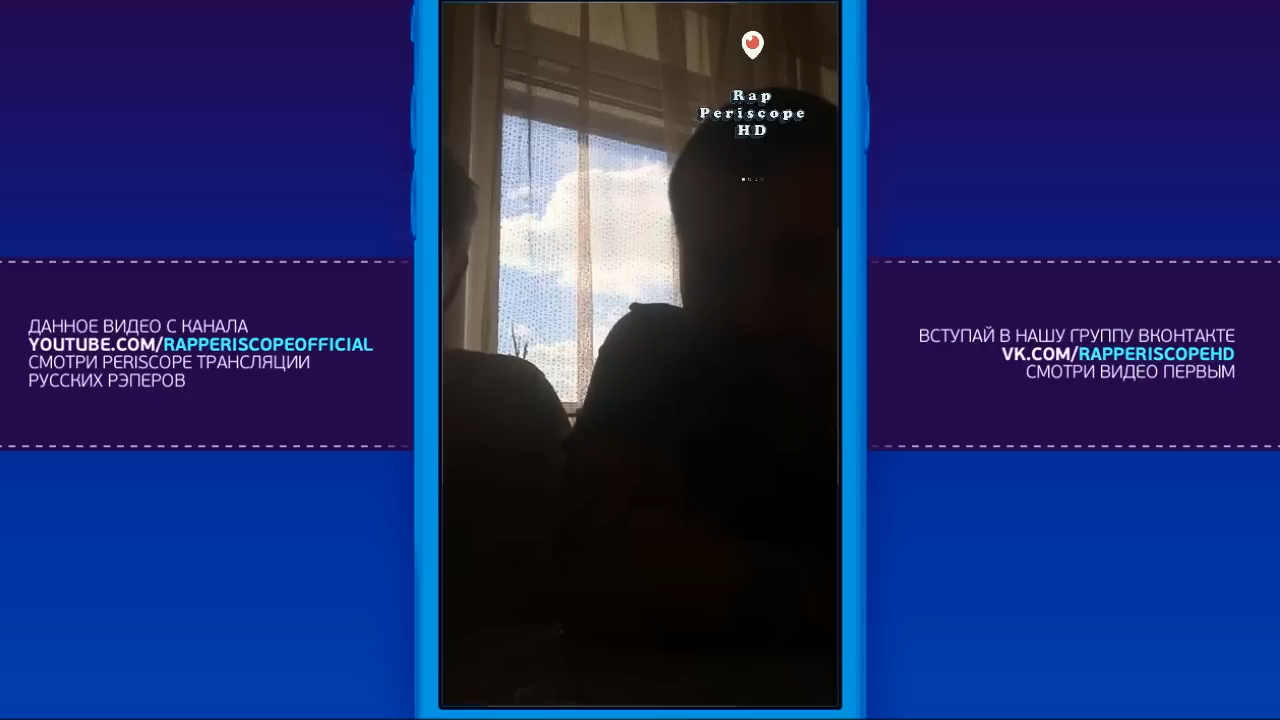 Rap
Periscope
HD
ДАННОЕ ВИДЕО С КАНАЛА
YOUTUBE.COM/RAPPERISCOPEOFFICIAL
СМОТРИ PERISCOPE ТРАНСЛЯЦИИ
РУССКИХ РЭПЕРОВ
ВСТУПАЙ В НАШУ ГРУППУ ВКОНТАКТЕ
VK.COM/RAPPERISCOPEHD
СМОТРИ ВИДЕО ПЕРВЫМ